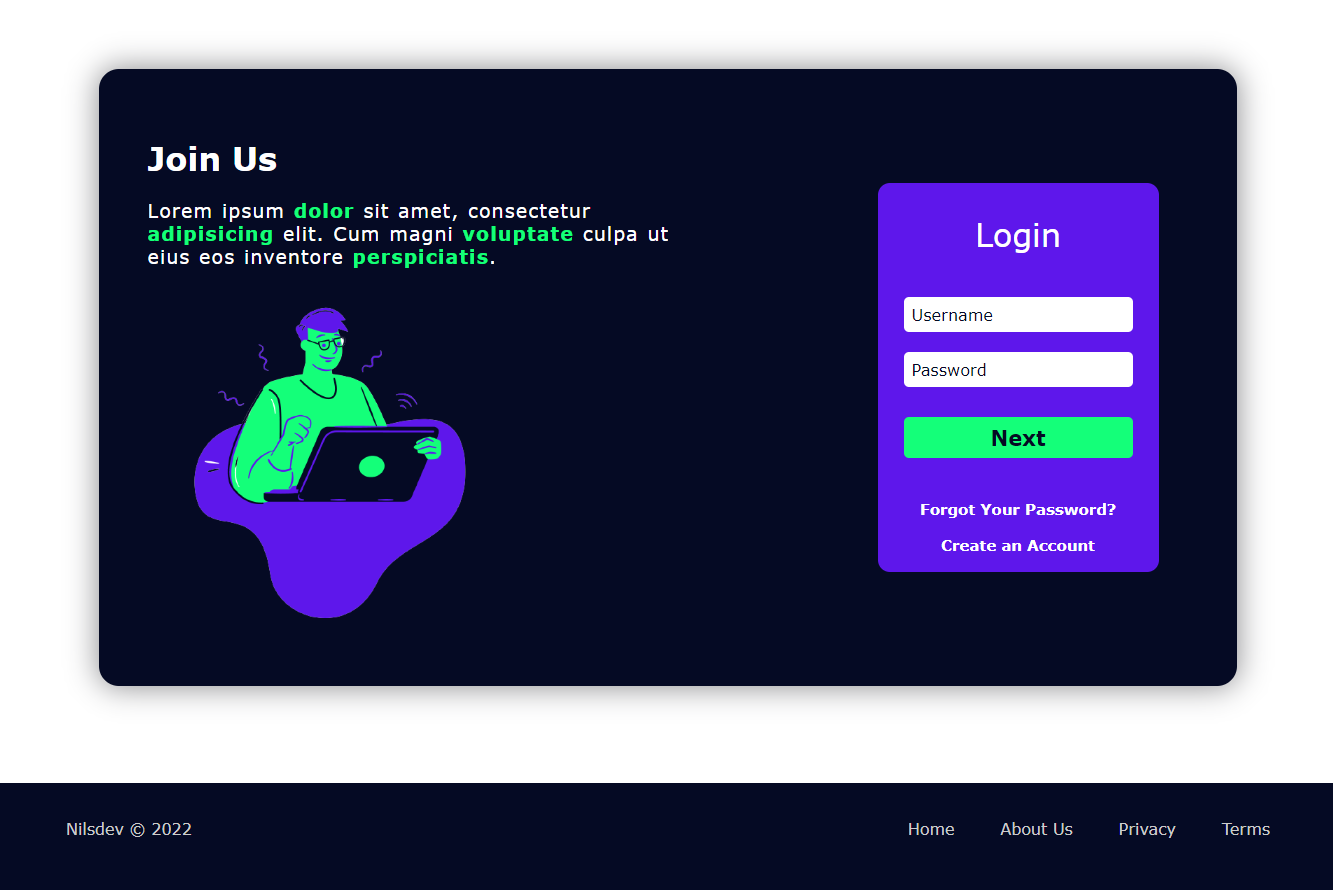 Join Us
Lorem ipsum dolor sit amet, consectetur
adipisicing elit. Cum magni voluptate culpa ut
eius eos inventore perspiciatis.
Login
Username
Password
Next
Forgot Your Password?
Create an Account
Nilsdev © 2022
Home
About Us
Privacy
Terms